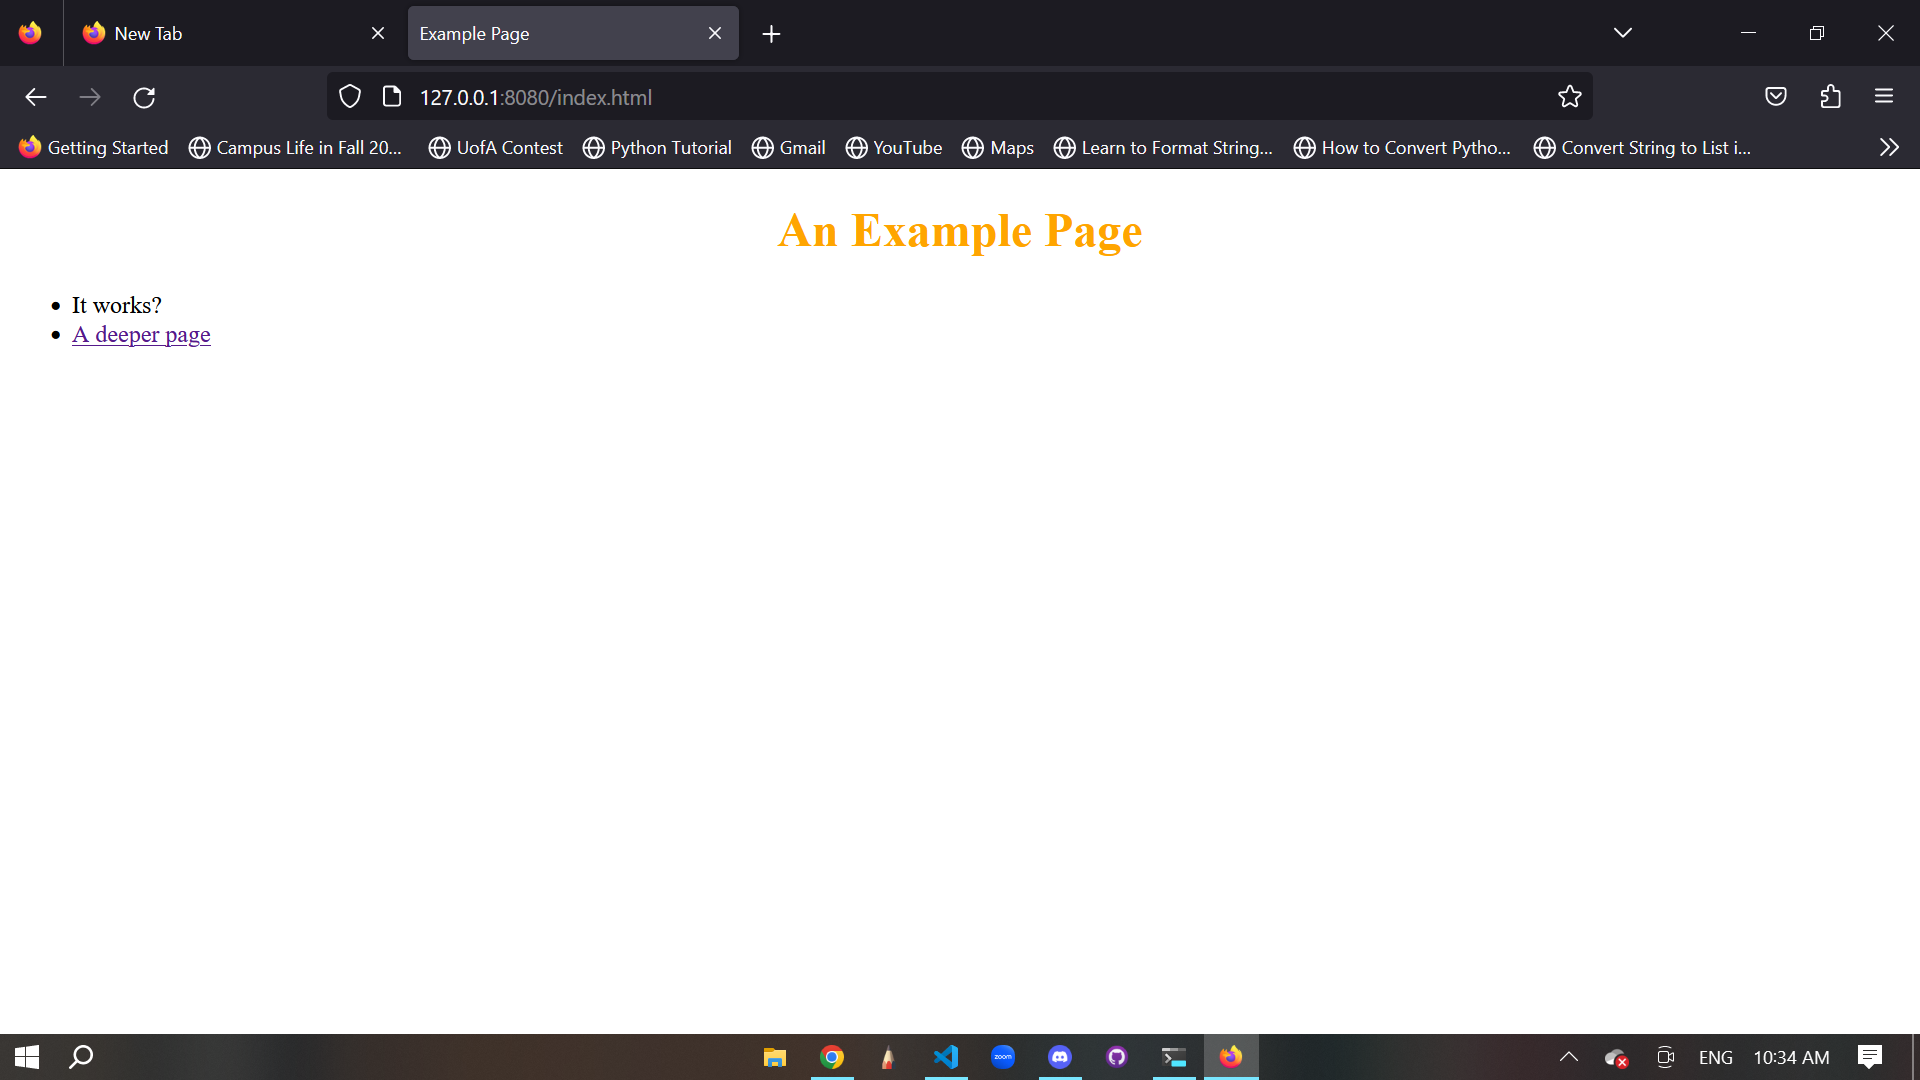 New Tab
Example Page
127.0.0.1:8080/index.html
Getting Started Campus Life in Fall 20... UofA Contest Python Tutorial Gmail YouTube Maps Learn to Format String... How to Convert Pytho... Convert String to List i...
An Example Page
It works?
A deeper page
zoom
ENG 10:34 AM